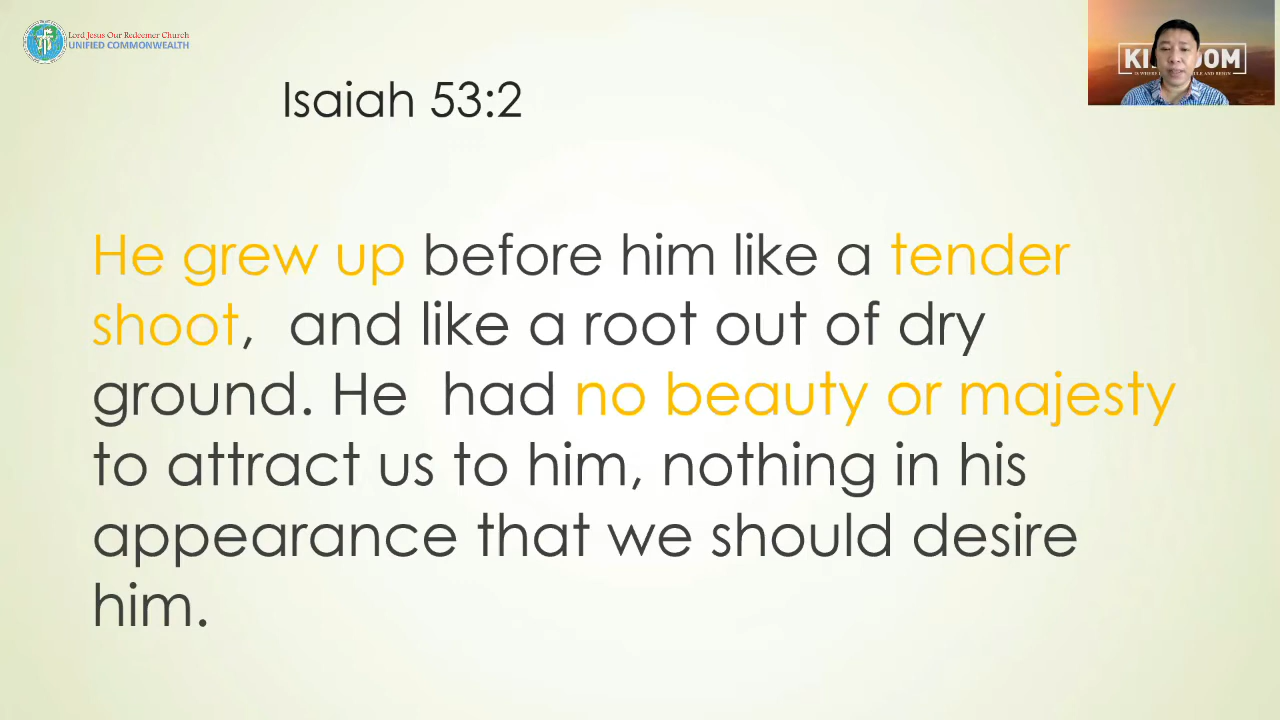 Lord Jesus Our Redeemer Church
UNIFIED COMMONWEALTH
Isaiah 53:2
He grew up before him like a tender
shoot,  and like a root out of dry
ground. He  had no beauty or majesty
to attract us to him, nothing in his
appearance that we should desire
him.